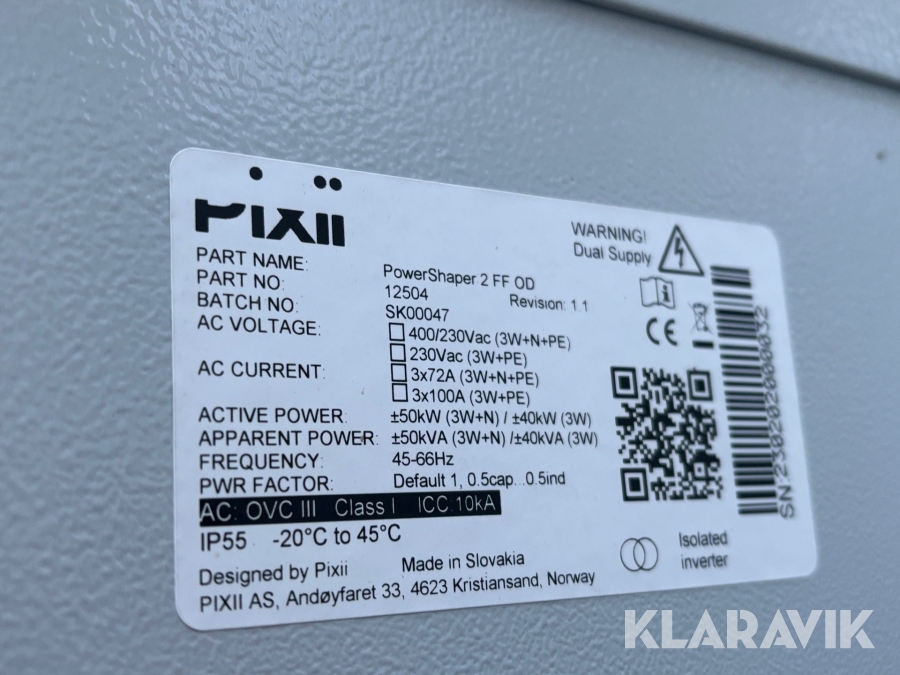 Pixii
WARNING!
Dual Supply
PART NAME: PowerShaper 2 FF OD
PART NO: 12504 Revision: 1.1
BATCH NO: SK00047
AC VOLTAGE: 400/230Vac (3W+N+PE)
230Vac (3W+PE)
AC CURRENT: 3x72A (3W+N+PE)
3x100A (3W+PE)
ACTIVE POWER: ±50kW (3W+N) / ±40kW (3W)
APPARENT POWER: ±50kVA (3W+N) /±40kVA (3W)
FREQUENCY: 45-66Hz
PWR FACTOR: Default 1, 0.5cap...0.5ind
AC: OVC III Class I ICC:10kA
IP55 -20°C to 45°C
Designed by Pixii Made in Slovakia
PIXII AS, Andøyfaret 33, 4623 Kristiansand, Norway
CE
SN:2302020000032
Isolated
inverter
KLARAVIK